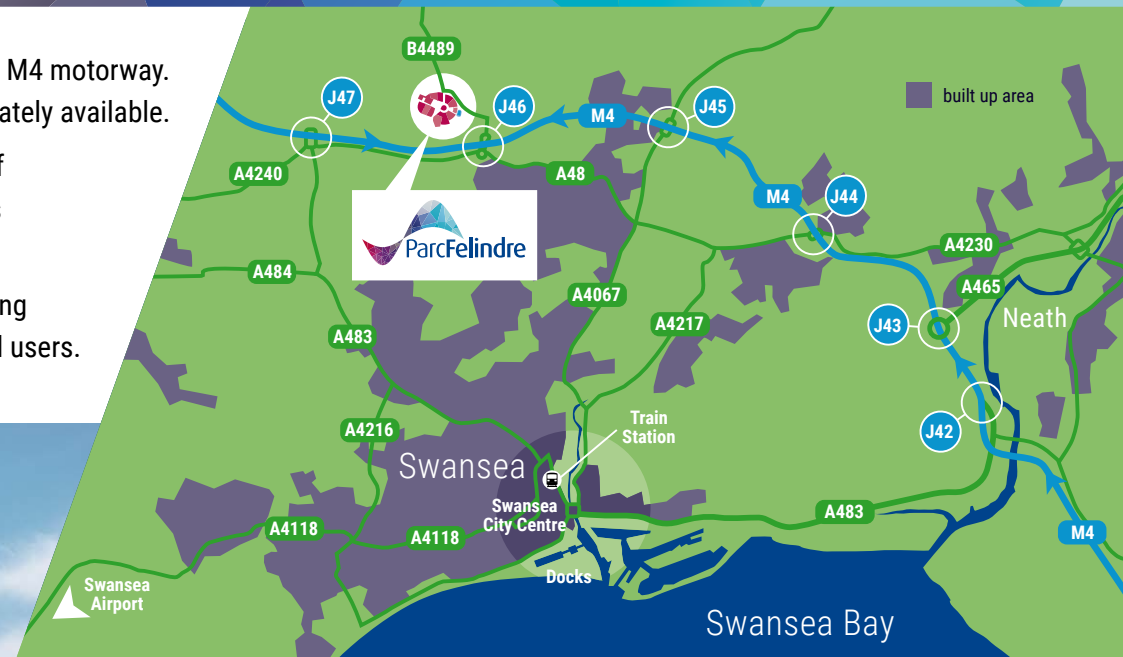 M4 motorway.
ately available.
f
s
ng
l users.
B4489
J47
J46
M4
J45
built up area
A4240
A48
M4
J44
ParcFelindre
A484
A4230
A465
A4067
Neath
A483
A4217
J43
Train
Station
J42
A4216
Swansea
Swansea
City Centre
A4118
A4118
A483
M4
Docks
Swansea
Airport
Swansea Bay